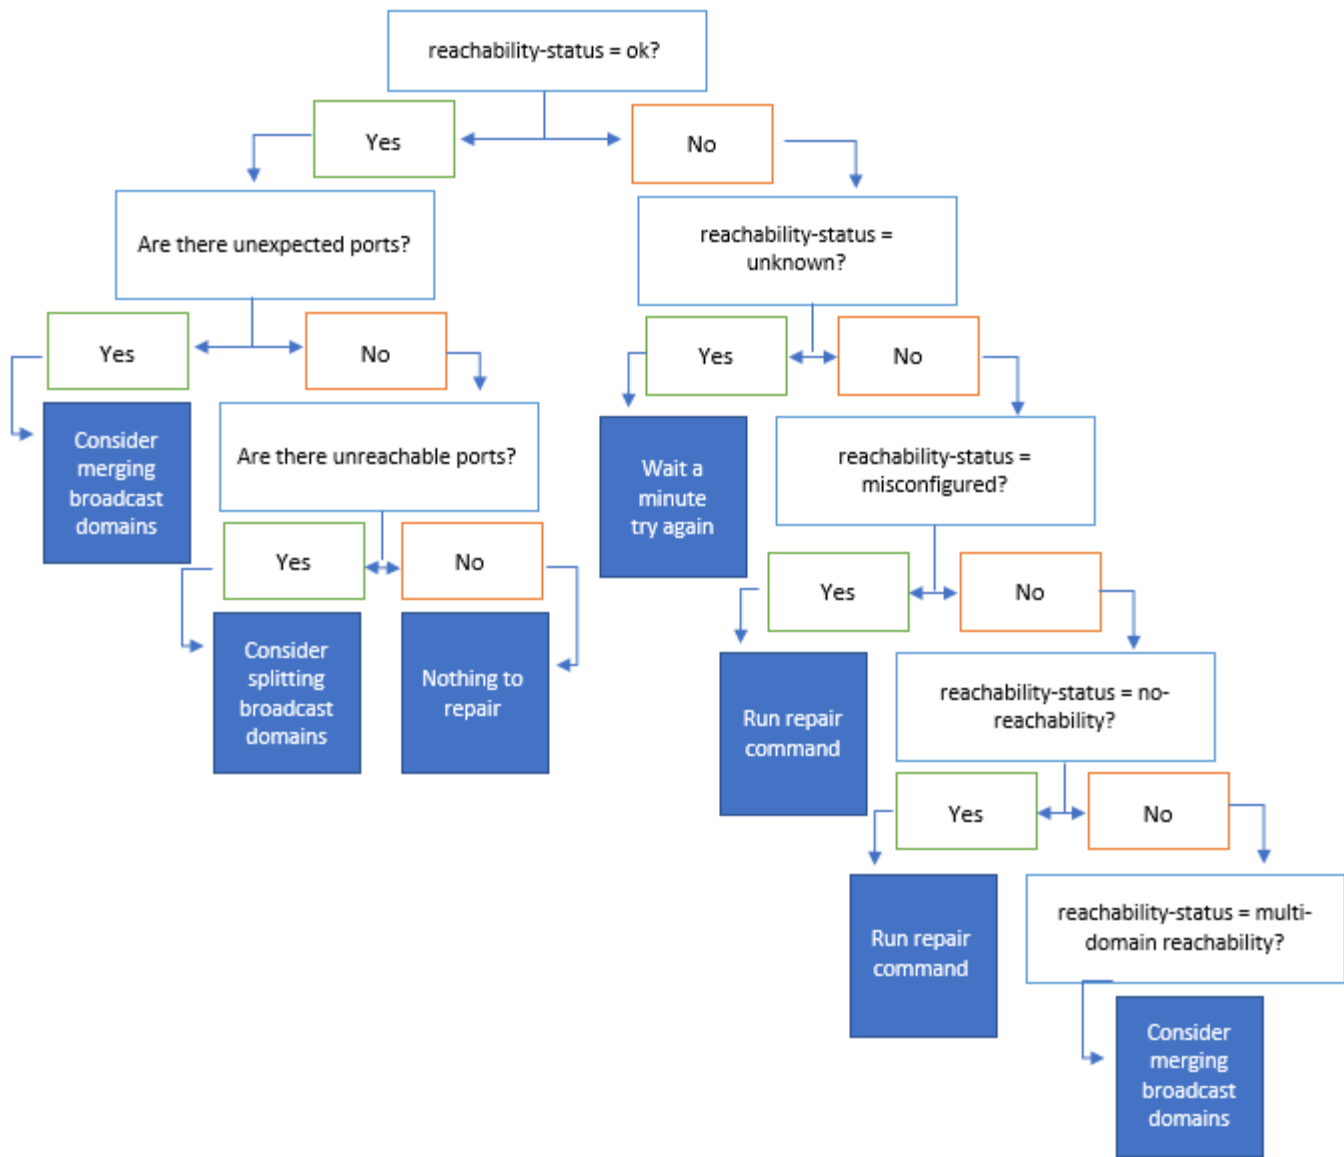 reachability-status = ok?
Yes
No
Are there unexpected ports?
reachability-status =
unknown?
Yes
No
Yes
No
Consider
merging
broadcast
domains
Are there unreachable ports?
Wait a
minute
try again
reachability-status =
misconfigured?
Yes
No
Yes
No
Consider
splitting
broadcast
domains
Nothing to
repair
Run repair
command
reachability-status = no-
reachability?
Yes
No
Run repair
command
reachability-status = multi-
domain reachability?
Consider
merging
broadcast
domains